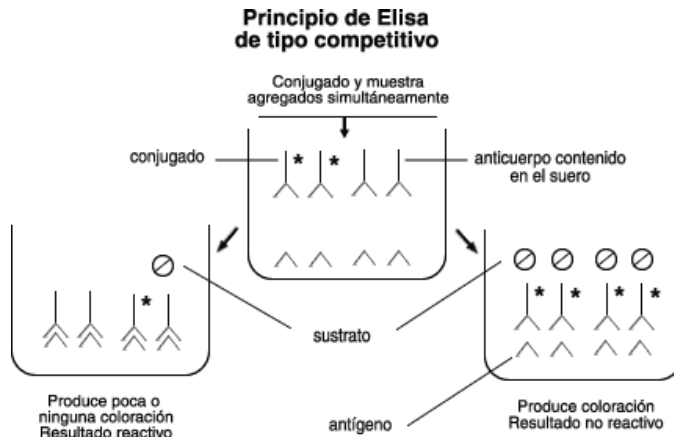 Principio de Elisa
de tipo competitivo
Conjugado y muestra
agregados simultáneamente
conjugado
anticuerpo contenido
en el suero
sustrato
antígeno
Produce poca o
ninguna coloración
Resultado reactivo
Produce coloración
Resultado no reactivo